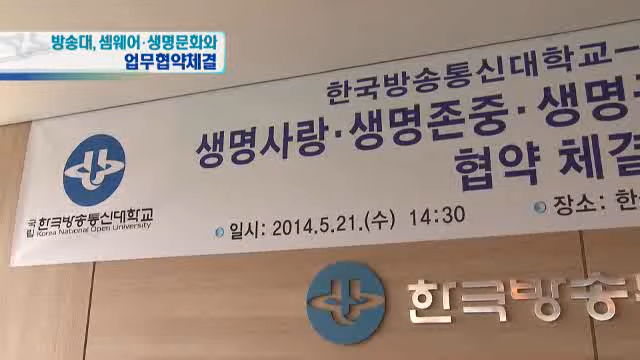 방송대, 셈웨어·생명문화와
업무협약체결
한국방송통신대학교
생명사랑·생명존중·생명
협약 체결
국립 한국방송통신대학교
Korea National Open University
일시: 2014.5.21.(수) 14:30
장소: 한
한국방송